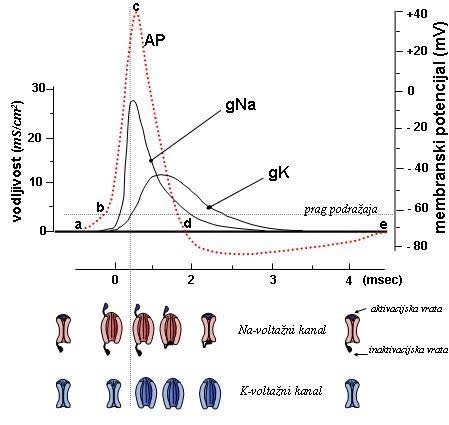 c
+40
AP
+20
30
0
gNa
20
-20
-40
gK
10
b
prag podražaja
-60
a
d
e
0
- 80
vodljivost (mS/cm²)
membranski potencijal (mV)
0
1
2
3
4
(msec)
aktivacijska vrata
Na-voltažni kanal
inaktivacijska vrata
K-voltažni kanal